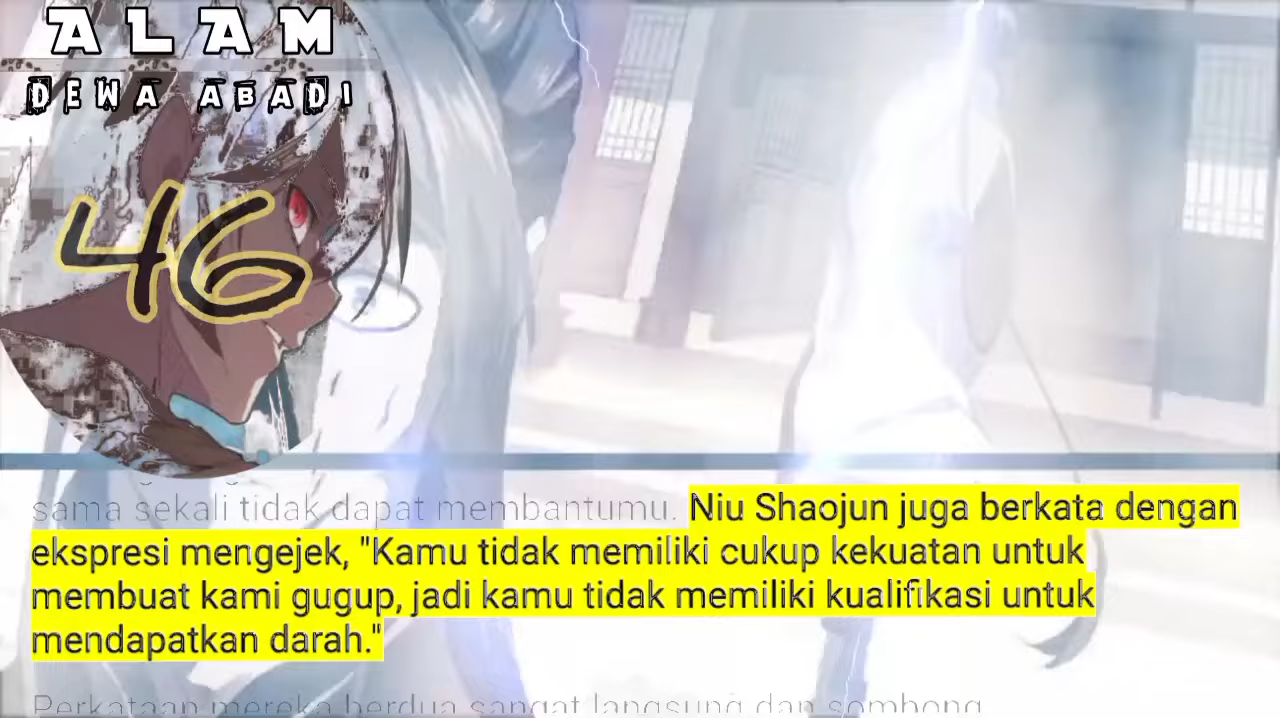 ALAM
DEWA ABADI
46
sama sekali tidak dapat membantumu. Niu Shaojun juga berkata dengan
ekspresi mengejek, "Kamu tidak memiliki cukup kekuatan untuk
membuat kami gugup, jadi kamu tidak memiliki kualifikasi untuk
mendapatkan darah."
Perkataan mereka berdua sangat langsung dan sombong